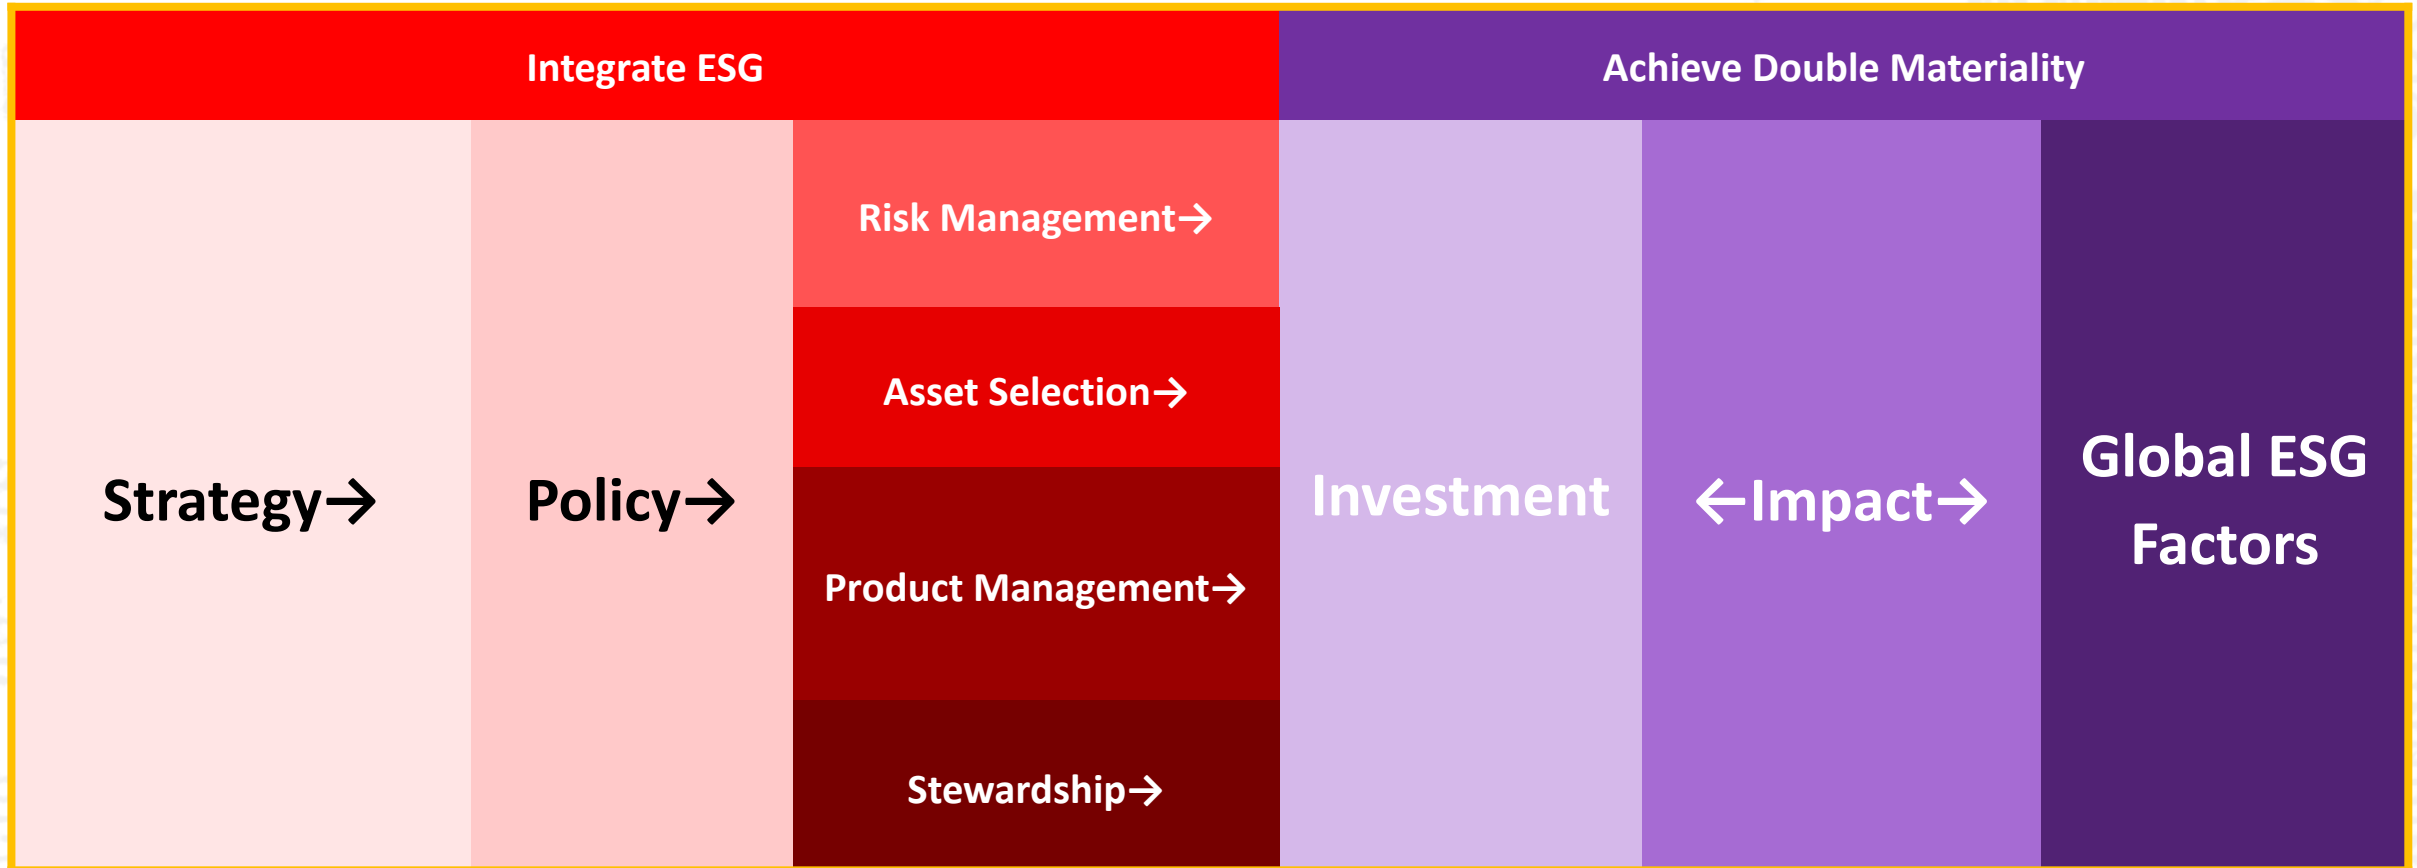 Integrate ESG
Achieve Double Materiality
Strategy→
Policy→
Risk Management→
Asset Selection→
Product Management→
Stewardship→
Investment
←Impact→
Global ESG
Factors